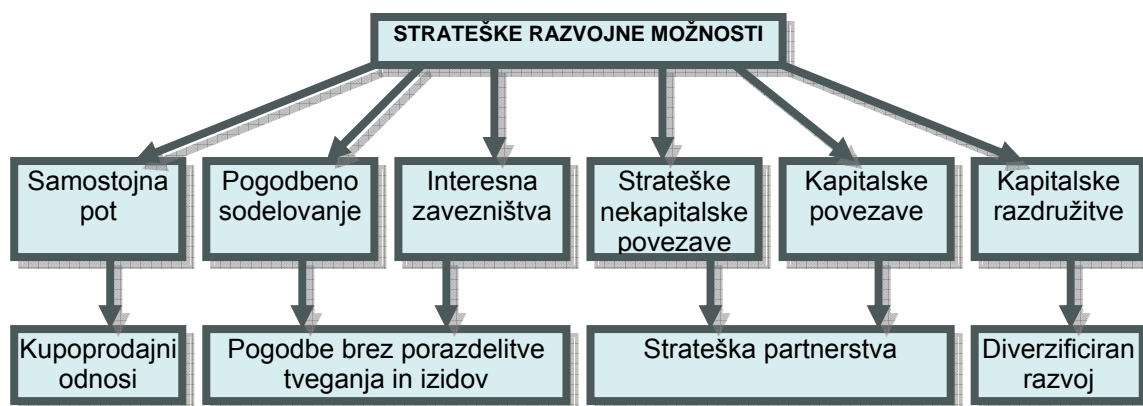 STRATEŠKE RAZVOJNE MOŽNOSTI
Samostojna
pot
Pogodbeno
sodelovanje
Interesna
zavezništva
Strateške
nekapitalske
povezave
Kapitalske
povezave
Kapitalske
razdružitve
Kupoprodajni
odnosi
Pogodbe brez porazdelitve
tveganja in izidov
Strateška partnerstva
Diverzificiran
razvoj